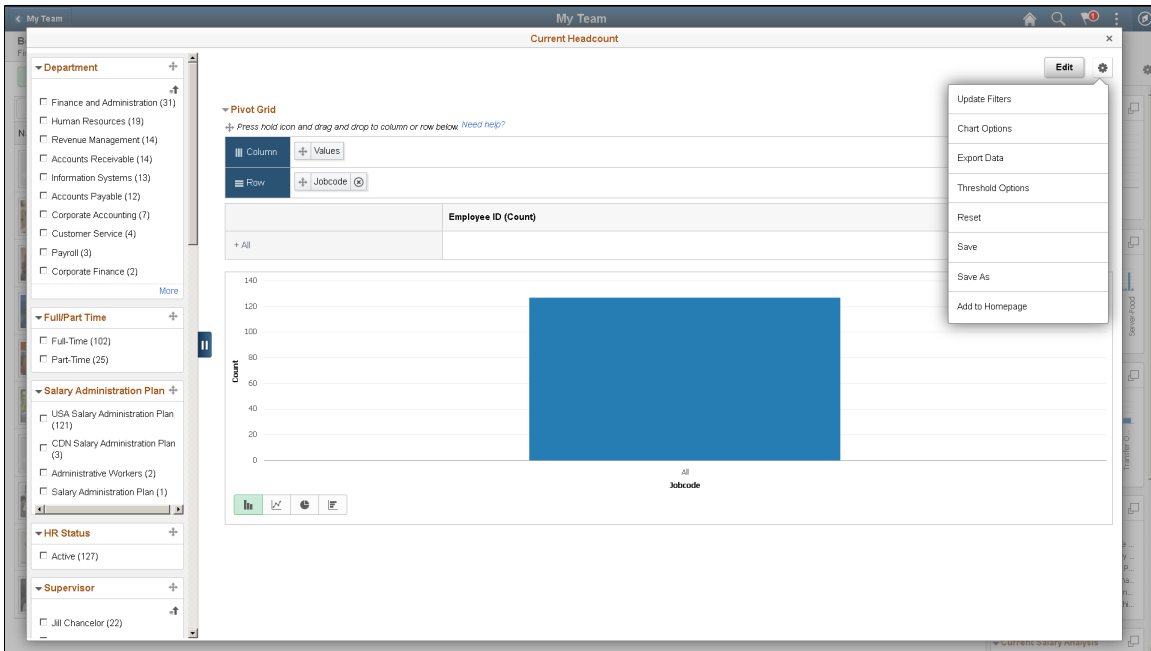 My Team
My Team
1
Current Headcount
×
Department
Finance and Administration (31)
Human Resources (19)
Revenue Management (14)
Accounts Receivable (14)
Information Systems (13)
Accounts Payable (12)
Corporate Accounting (7)
Customer Service (4)
Payroll (3)
Corporate Finance (2)
More
Full/Part Time
Full-Time (102)
Part-Time (25)
Salary Administration Plan
USA Salary Administration Plan
(121)
CDN Salary Administration Plan
(3)
Administrative Workers (2)
Salary Administration Plan (1)
HR Status
Active (127)
Supervisor
Jill Chancelor (22)
Edit
Update Filters
Chart Options
Export Data
Threshold Options
Reset
Save
Save As
Add to Homepage
Pivot Grid
Press hold icon and drag and drop to column or row below. Need help?
Column
Values
Row
Jobcode
Employee ID (Count)
+ All
140
120
100
80
60
40
20
0
Count
All
Jobcode
Server-Food
Transfer O...
Current Salary Analysis